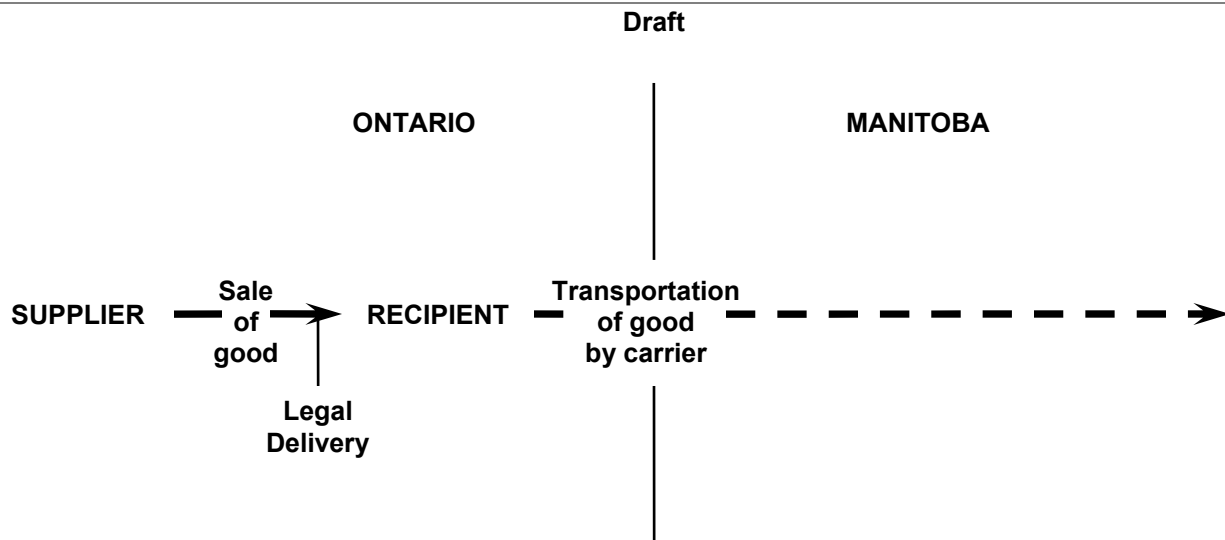 Draft
ONTARIO
MANITOBA
SUPPLIER
Sale
of
good
Legal
Delivery
RECIPIENT
Transportation
of good
by carrier